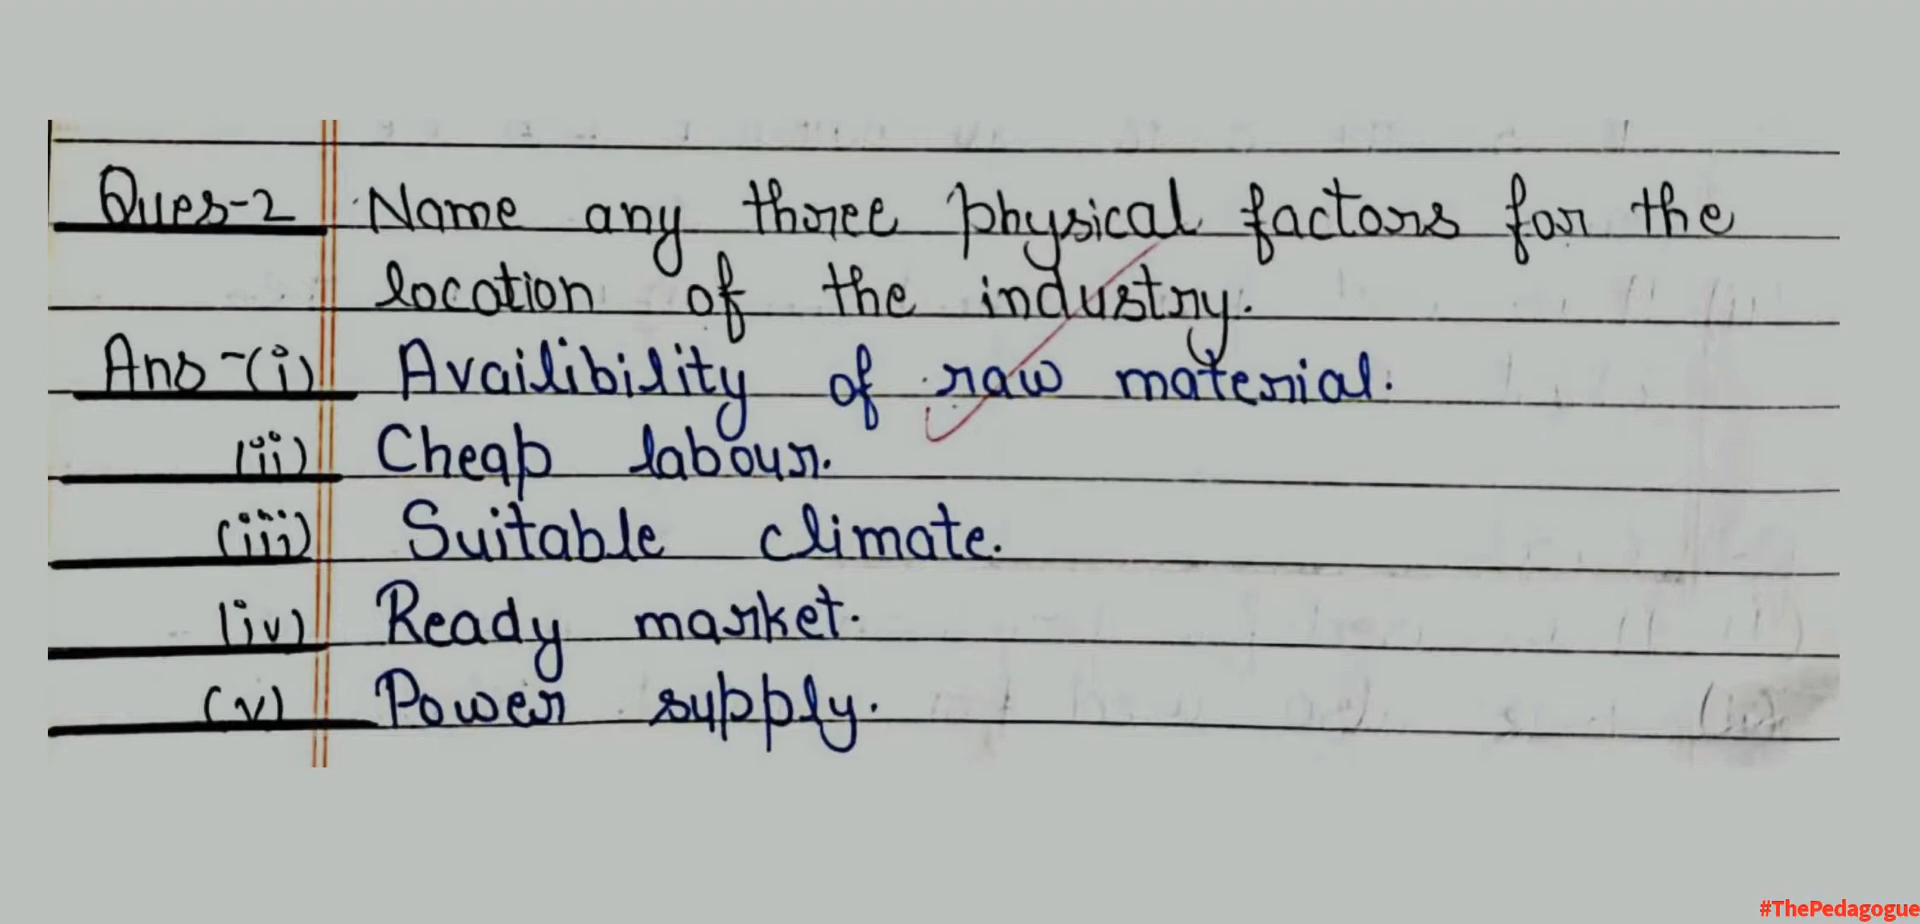 Ques-2 Name any three physical factors for the
location of the industry.
Ans-(i) Availibility of raw material.
(ii) Cheap labour.
(iii) Suitable climate.
(iv) Ready market.
(v) Power supply.
#ThePedagogue